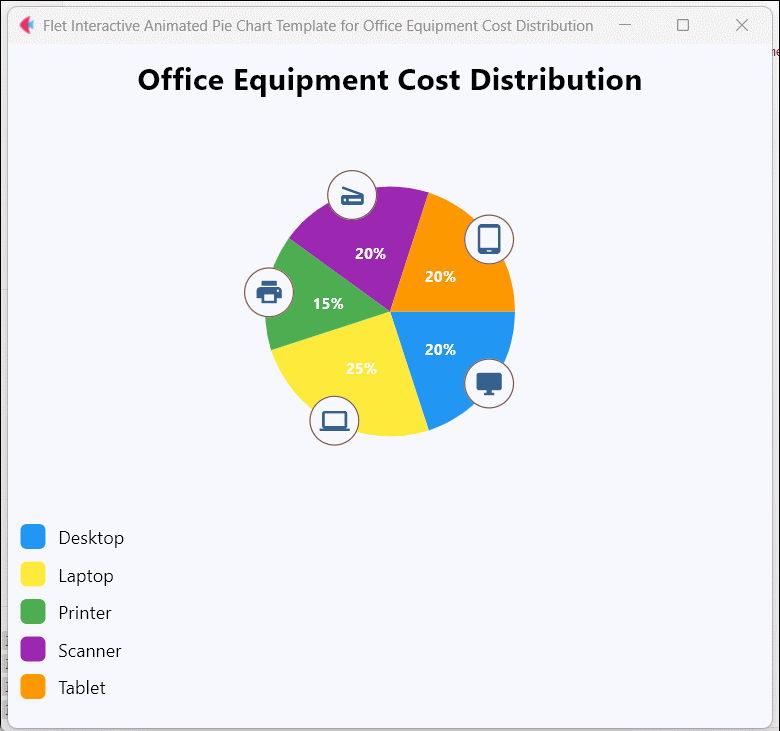 Flet Interactive Animated Pie Chart Template for Office Equipment Cost Distribution
Office Equipment Cost Distribution
20%
20%
15%
20%
25%
Desktop
Laptop
Printer
Scanner
Tablet